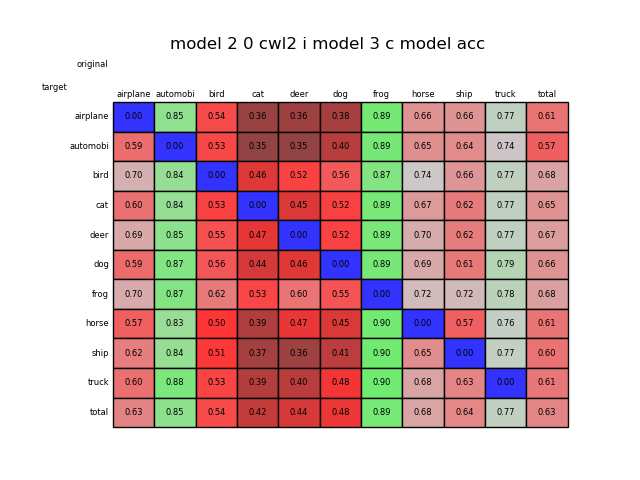 model 2 0 cwl2 i model 3 c model acc
original
target
airplane automobi bird cat deer dog frog horse ship truck total
airplane 0.00 0.85 0.54 0.36 0.36 0.38 0.89 0.66 0.66 0.77 0.61
automobi 0.59 0.00 0.53 0.35 0.35 0.40 0.89 0.65 0.64 0.74 0.57
bird 0.70 0.84 0.00 0.46 0.52 0.56 0.87 0.74 0.66 0.77 0.68
cat 0.60 0.84 0.53 0.00 0.45 0.52 0.89 0.67 0.62 0.77 0.65
deer 0.69 0.85 0.55 0.47 0.00 0.52 0.89 0.70 0.62 0.77 0.67
dog 0.59 0.87 0.56 0.44 0.46 0.00 0.89 0.69 0.61 0.79 0.66
frog 0.70 0.87 0.62 0.53 0.60 0.55 0.00 0.72 0.72 0.78 0.68
horse 0.57 0.83 0.50 0.39 0.47 0.45 0.90 0.00 0.57 0.76 0.61
ship 0.62 0.84 0.51 0.37 0.36 0.41 0.90 0.65 0.00 0.77 0.60
truck 0.60 0.88 0.53 0.39 0.40 0.48 0.90 0.68 0.63 0.00 0.61
total 0.63 0.85 0.54 0.42 0.44 0.48 0.89 0.68 0.64 0.77 0.63